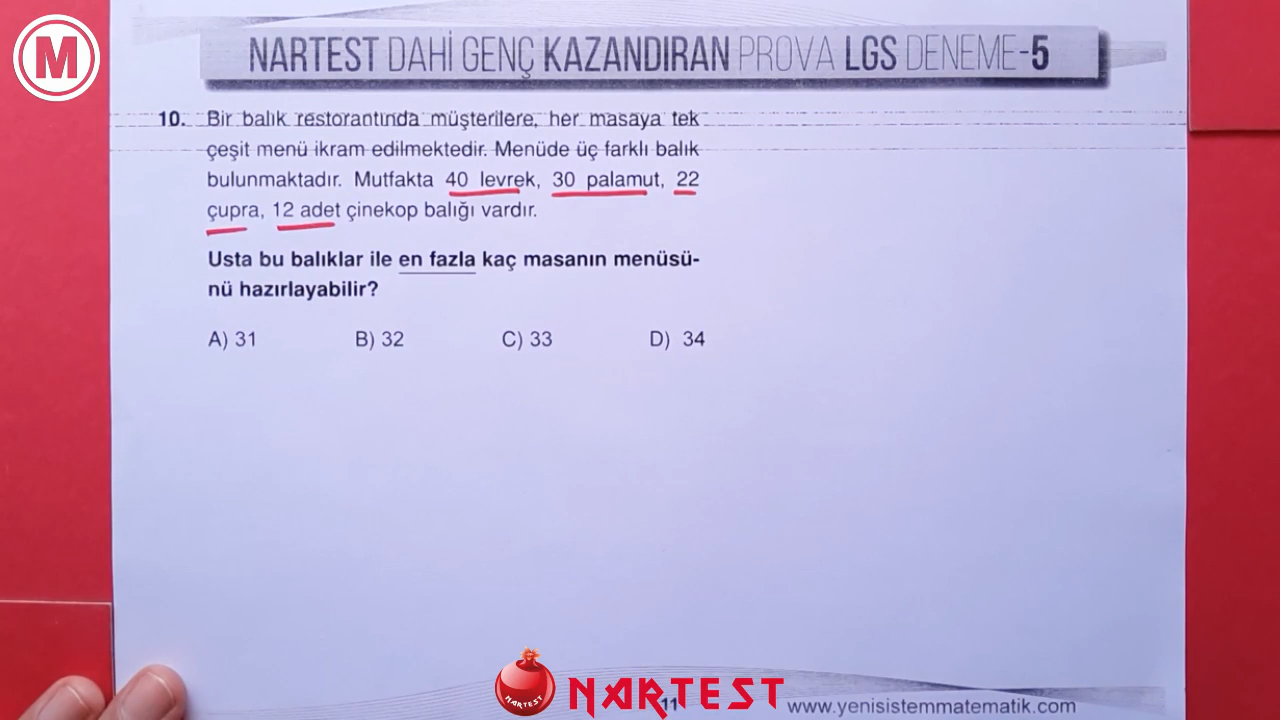 M
NARTEST DAHİ GENÇ KAZANDIRAN PROVA LGS DENEME-5
10. Bir balık restorantında müşterilere, her masaya tek
çeşit menü ikram edilmektedir. Menüde üç farklı balık
bulunmaktadır. Mutfakta 40 levrek, 30 palamut, 22
çupra, 12 adet çinekop balığı vardır.
Usta bu balıklar ile en fazla kaç masanın menüsü-
nü hazırlayabilir?
A) 31 B) 32 C) 33 D) 34
NARTEST
NARTEST
11
www.yenisistemmatematik.com